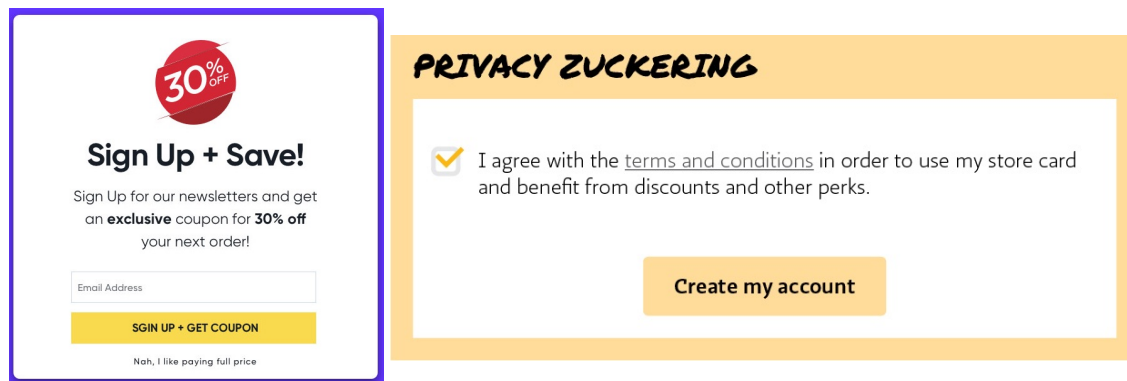 30%
OFF
Sign Up + Save!
Sign Up for our newsletters and get
an exclusive coupon for 30% off
your next order!
Email Address
SGIN UP + GET COUPON
Nah, I like paying full price
PRIVACY ZUCKERING
I agree with the terms and conditions in order to use my store card
and benefit from discounts and other perks.
Create my account